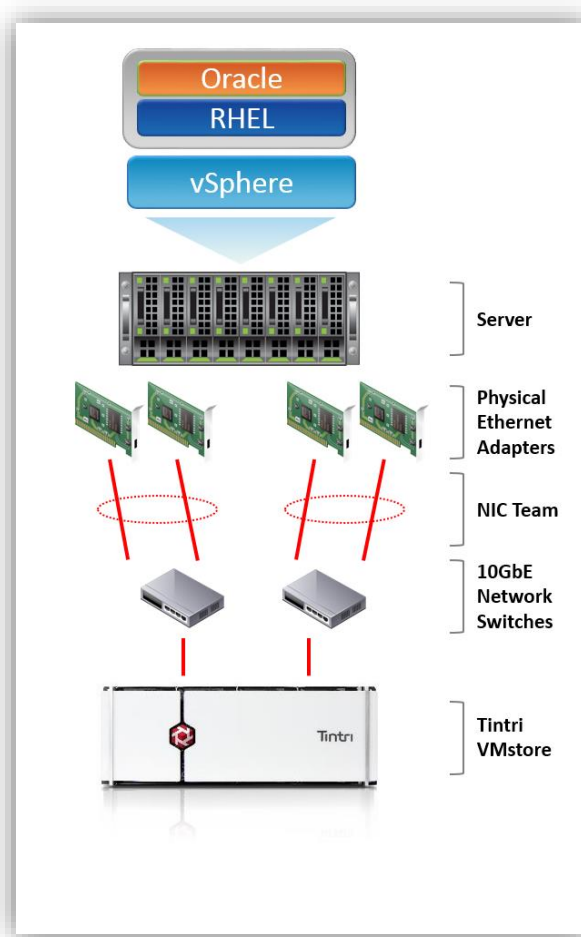 Oracle
RHEL
vSphere
Server
Physical
Ethernet
Adapters
NIC Team
10GbE
Network
Switches
Tintri
Tintri
VMstore